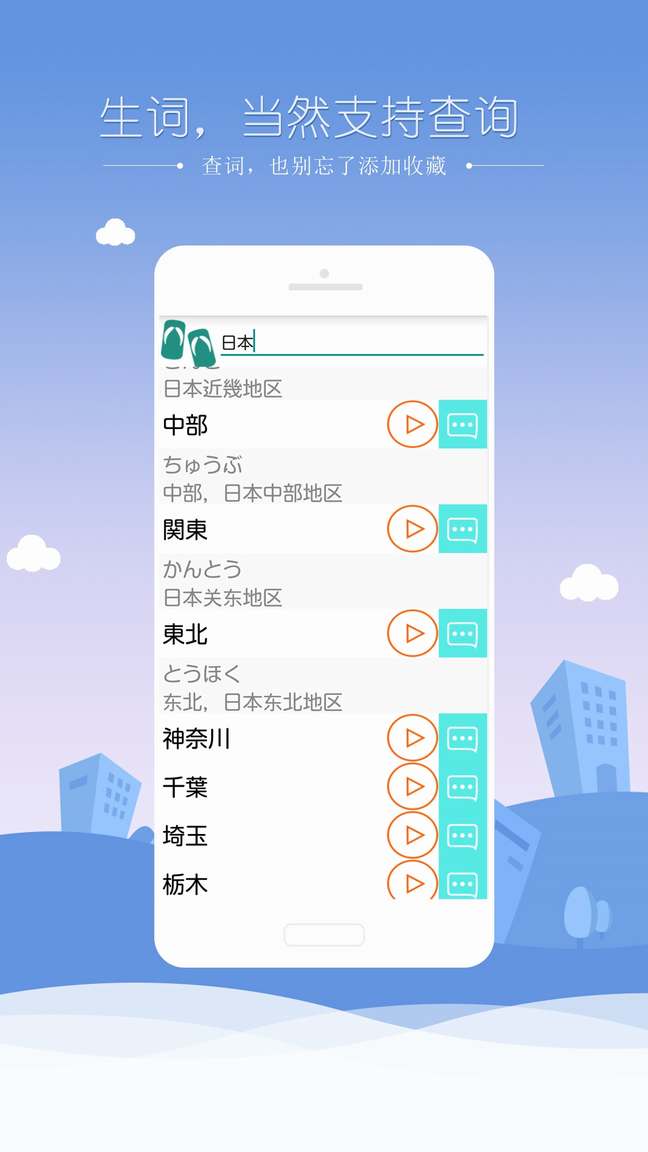 生词，当然支持查询
查词，也别忘了添加收藏
日本
日本近幾地区
中部
ちゅうぶ
中部，日本中部地区
関東
かんとう
日本关东地区
東北
とうほく
东北，日本东北地区
神奈川
千葉
埼玉
栃木